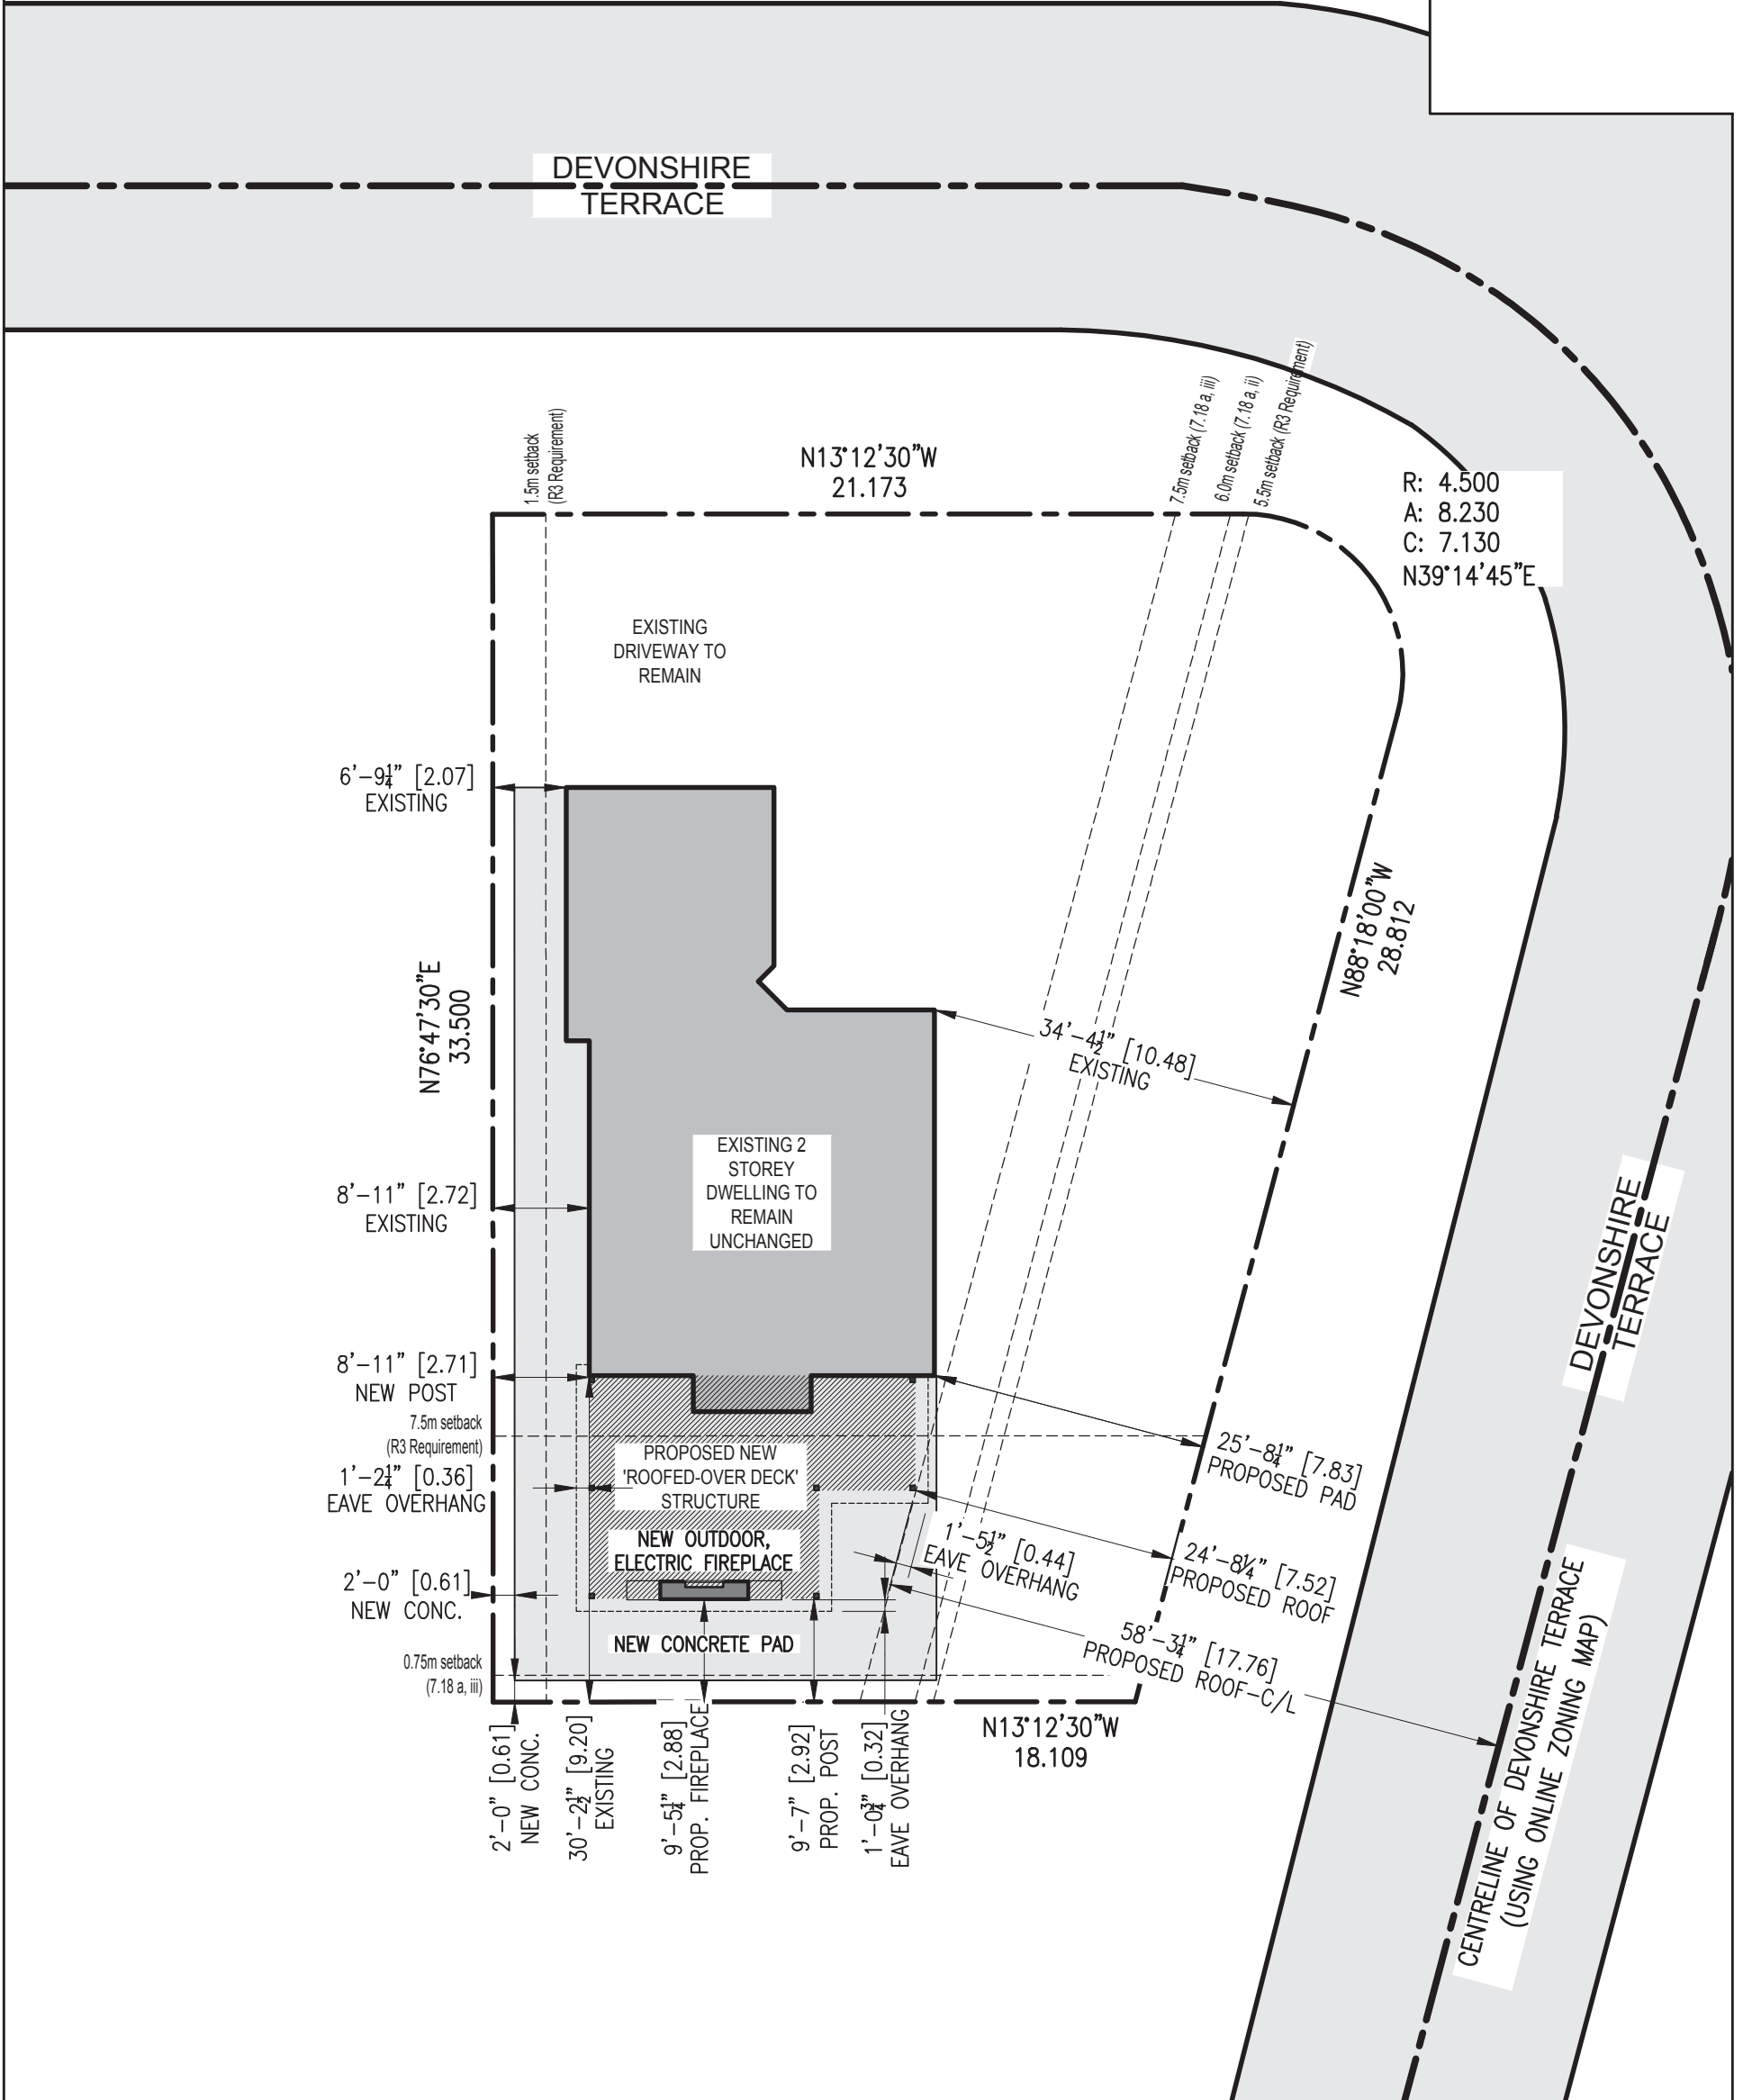 DEVONSHIRE
TERRACE
1.5m setback
(R3 Requirement)
N13°12'30"W
21.173
7.5m setback (7.18 a, iii)
6.0m setback (7.18 a, ii)
5.5m setback (R3 Requirement)
R: 4.500
A: 8.230
C: 7.130
N39°14'45"E
EXISTING
DRIVEWAY TO
REMAIN
6'-9¼" [2.07]
EXISTING
N76°47'30"E
33.500
N88°18'00"W
28.812
34'-4½" [10.48]
EXISTING
EXISTING 2
STOREY
DWELLING TO
REMAIN
UNCHANGED
8'-11" [2.72]
EXISTING
DEVONSHIRE
TERRACE
8'-11" [2.71]
NEW POST
7.5m setback
(R3 Requirement)
1'-2¼" [0.36]
EAVE OVERHANG
PROPOSED NEW
'ROOFED-OVER DECK'
STRUCTURE
NEW OUTDOOR,
ELECTRIC FIREPLACE
25'-8¼" [7.83]
PROPOSED PAD
1'-5½" [0.44]
EAVE OVERHANG
24'-8¼" [7.52]
PROPOSED ROOF
2'-0" [0.61]
NEW CONC.
NEW CONCRETE PAD
58'-3¼" [17.76]
PROPOSED ROOF-C/L
0.75m setback
(7.18 a, iii)
N13°12'30"W
18.109
2'-0" [0.61]
NEW CONC.
30'-2½" [9.20]
EXISTING
9'-5¼" [2.88]
PROP. FIREPLACE
9'-7" [2.92]
PROP. POST
1'-0¾" [0.32]
EAVE OVERHANG
CENTRELINE OF DEVONSHIRE TERRACE
(USING ONLINE ZONING MAP)